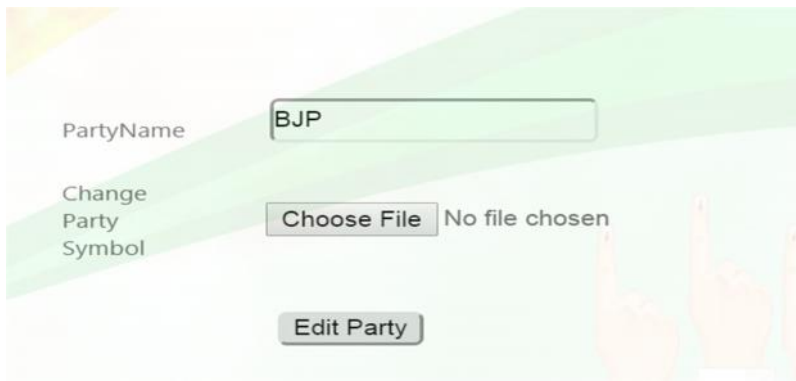 PartyName
BJP
Change
Party
Symbol
Choose File No file chosen
Edit Party